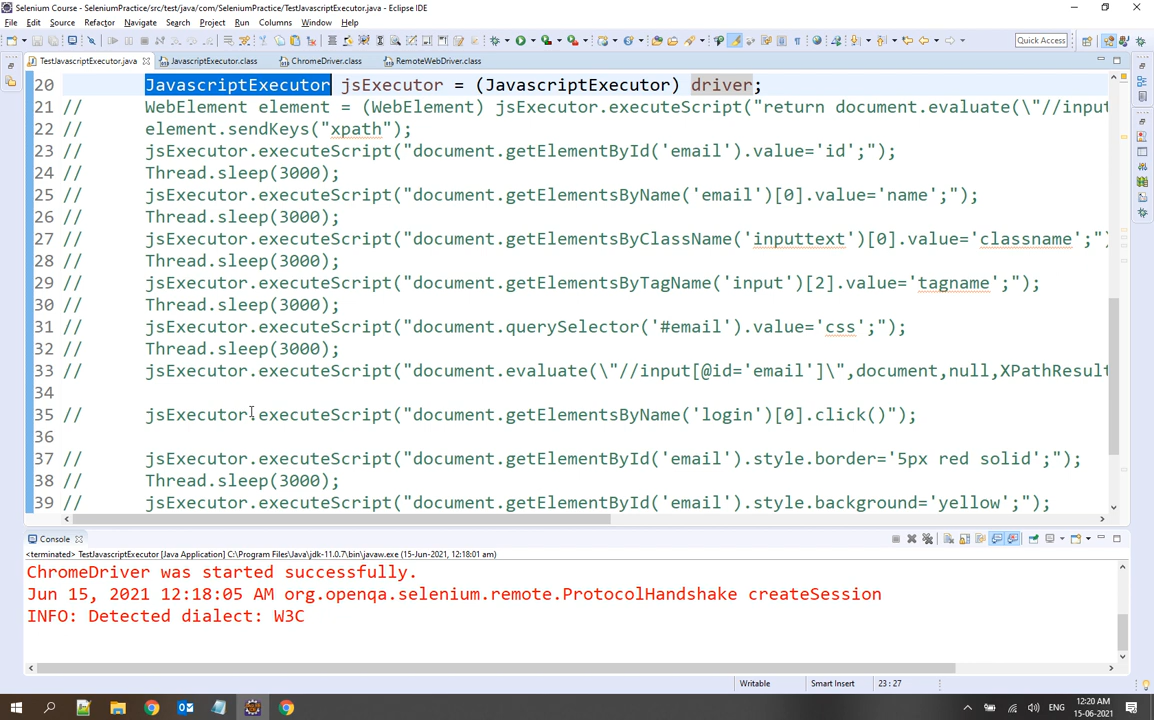 Selenium Course - SeleniumPractice/src/test/java/com/SeleniumPractice/TestJavascriptExecutor.java - Eclipse IDE
File Edit Source Refactor Navigate Search Project Run Columns Window Help
Quick Access
TestJavascriptExecutor.java JavascriptExecutor.class ChromeDriver.class RemoteWebDriver.class
20 JavascriptExecutor jsExecutor = (JavascriptExecutor) driver;
21 // WebElement element = (WebElement) jsExecutor.executeScript("return document.evaluate(\"//input
22 // element.sendKeys("xpath");
23 // jsExecutor.executeScript("document.getElementById('email').value='id';");
24 // Thread.sleep(3000);
25 // jsExecutor.executeScript("document.getElementsByName('email')[0].value='name';");
26 // Thread.sleep(3000);
27 // jsExecutor.executeScript("document.getElementsByClassName('inputtext')[0].value='classname';")
28 // Thread.sleep(3000);
29 // jsExecutor.executeScript("document.getElementsByTagName('input')[2].value='tagname';");
30 // Thread.sleep(3000);
31 // jsExecutor.executeScript("document.querySelector('#email').value='css';");
32 // Thread.sleep(3000);
33 // jsExecutor.executeScript("document.evaluate(\"//input[@id='email']\",document,null,XPathResult
34
35 // jsExecutor.executeScript("document.getElementsByName('login')[0].click()");
36
37 // jsExecutor.executeScript("document.getElementById('email').style.border='5px red solid';");
38 // Thread.sleep(3000);
39 // jsExecutor.executeScript("document.getElementById('email').style.background='yellow';");
Console
<terminated> TestJavascriptExecutor [Java Application] C:\Program Files\Java\jdk-11.0.7\bin\javaw.exe (15-Jun-2021, 12:18:01 am)
ChromeDriver was started successfully.
Jun 15, 2021 12:18:05 AM org.openqa.selenium.remote.ProtocolHandshake createSession
INFO: Detected dialect: W3C
Writable Smart Insert 23 : 27
ENG 12:20 AM
15-06-2021